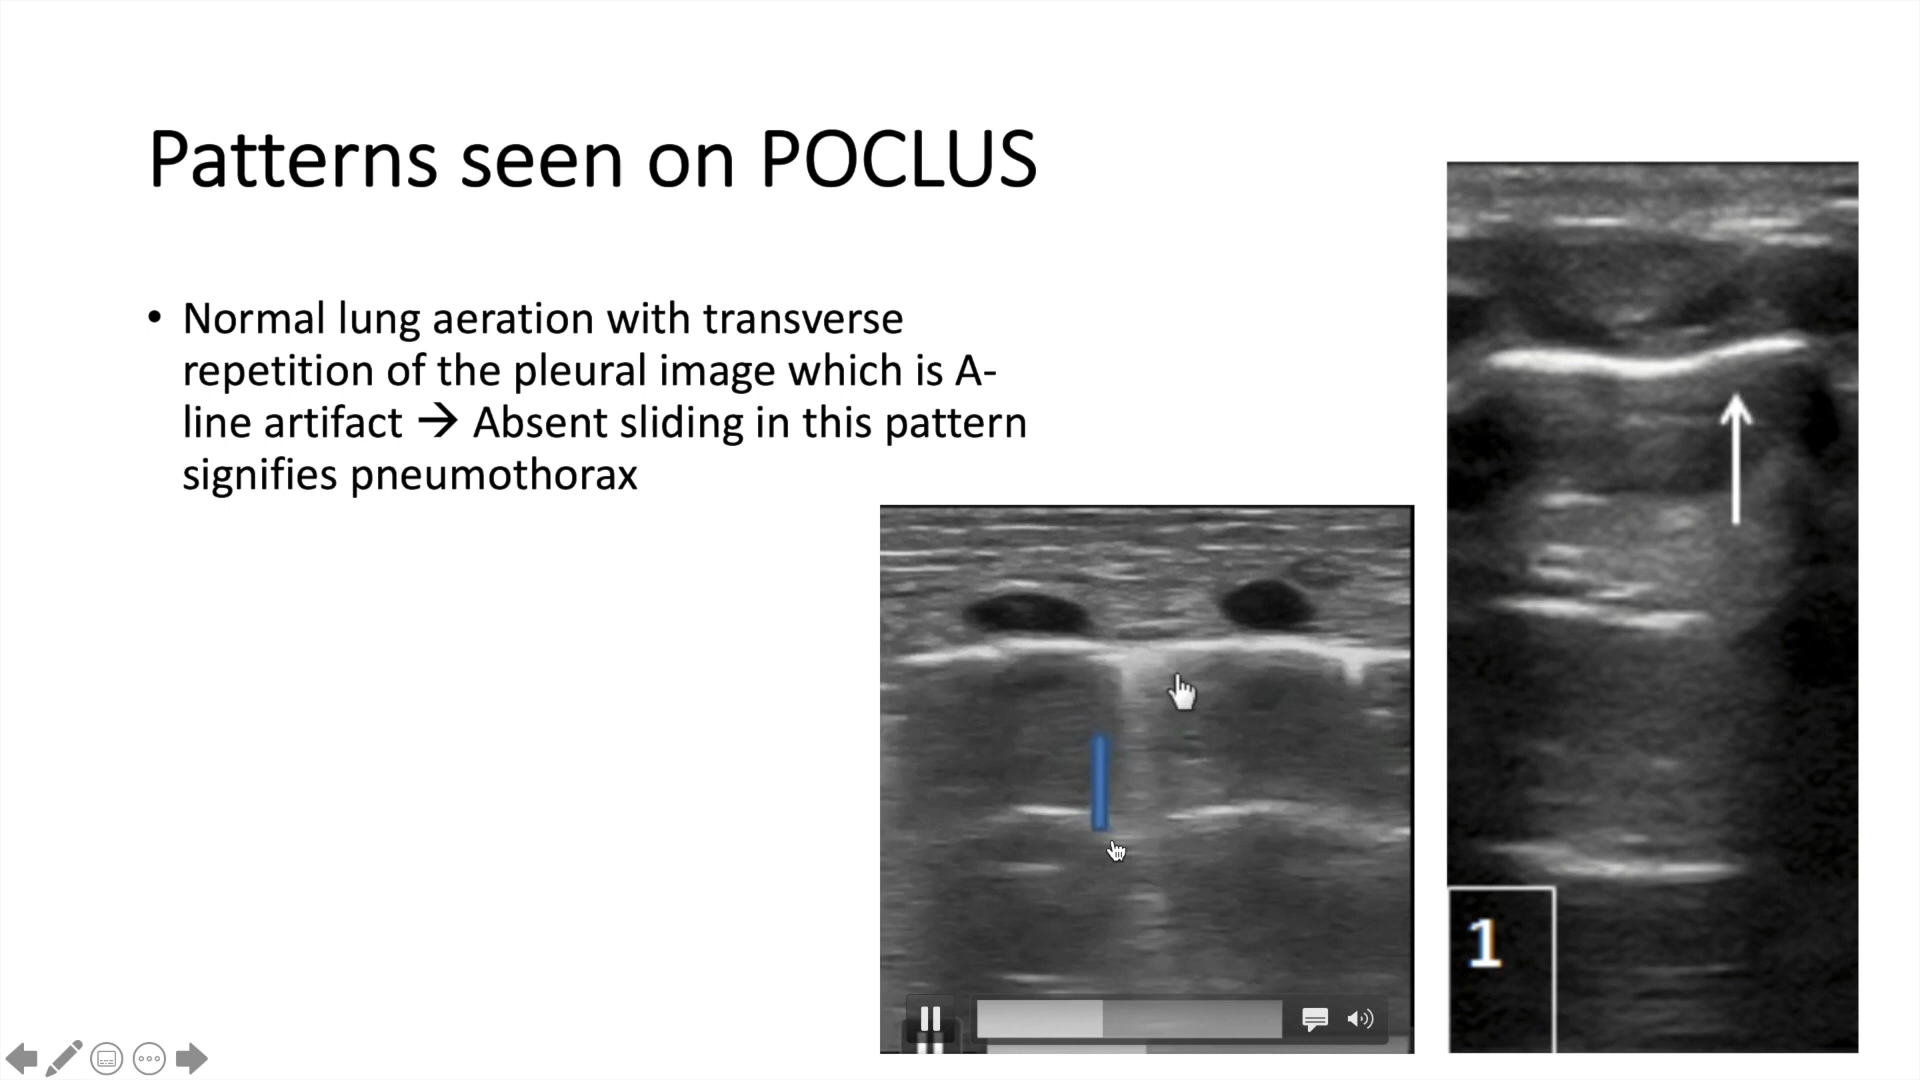 Patterns seen on POCLUS
• Normal lung aeration with transverse
repetition of the pleural image which is A-
line artifact → Absent sliding in this pattern
signifies pneumothorax
1